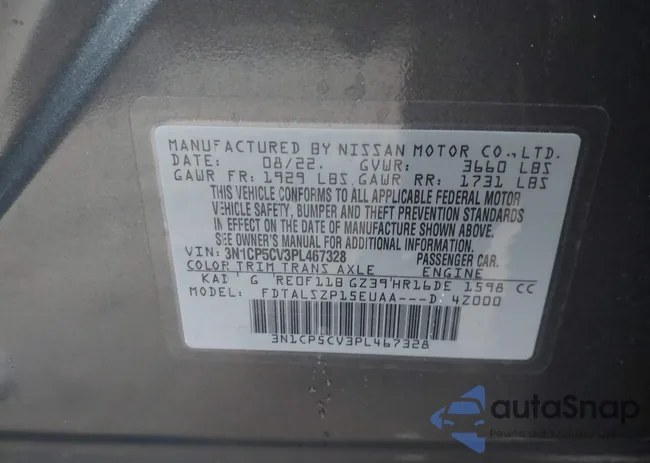 MANUFACTURED BY NISSAN MOTOR CO.,LTD.
DATE: 08/22. GVWR: 3660 LBS
GAWR FR: 1929 LBS. GAWR RR: 1731 LBS
THIS VEHICLE CONFORMS TO ALL APPLICABLE FEDERAL MOTOR
VEHICLE SAFETY, BUMPER AND THEFT PREVENTION STANDARDS
IN EFFECT ON THE DATE OF MANUFACTURE SHOWN ABOVE.
SEE OWNER'S MANUAL FOR ADDITIONAL INFORMATION.
VIN: 3N1CP5CV3PL467328 PASSENGER CAR.
COLOR TRIM TRANS AXLE ENGINE
KAD G RE0F11B GZ39 HR16DE 1598 CC
MODEL: FDTALSZP15EUAA---D 4Z000
3N1CP5CV3PL467328
autaSnap
Pewne auto